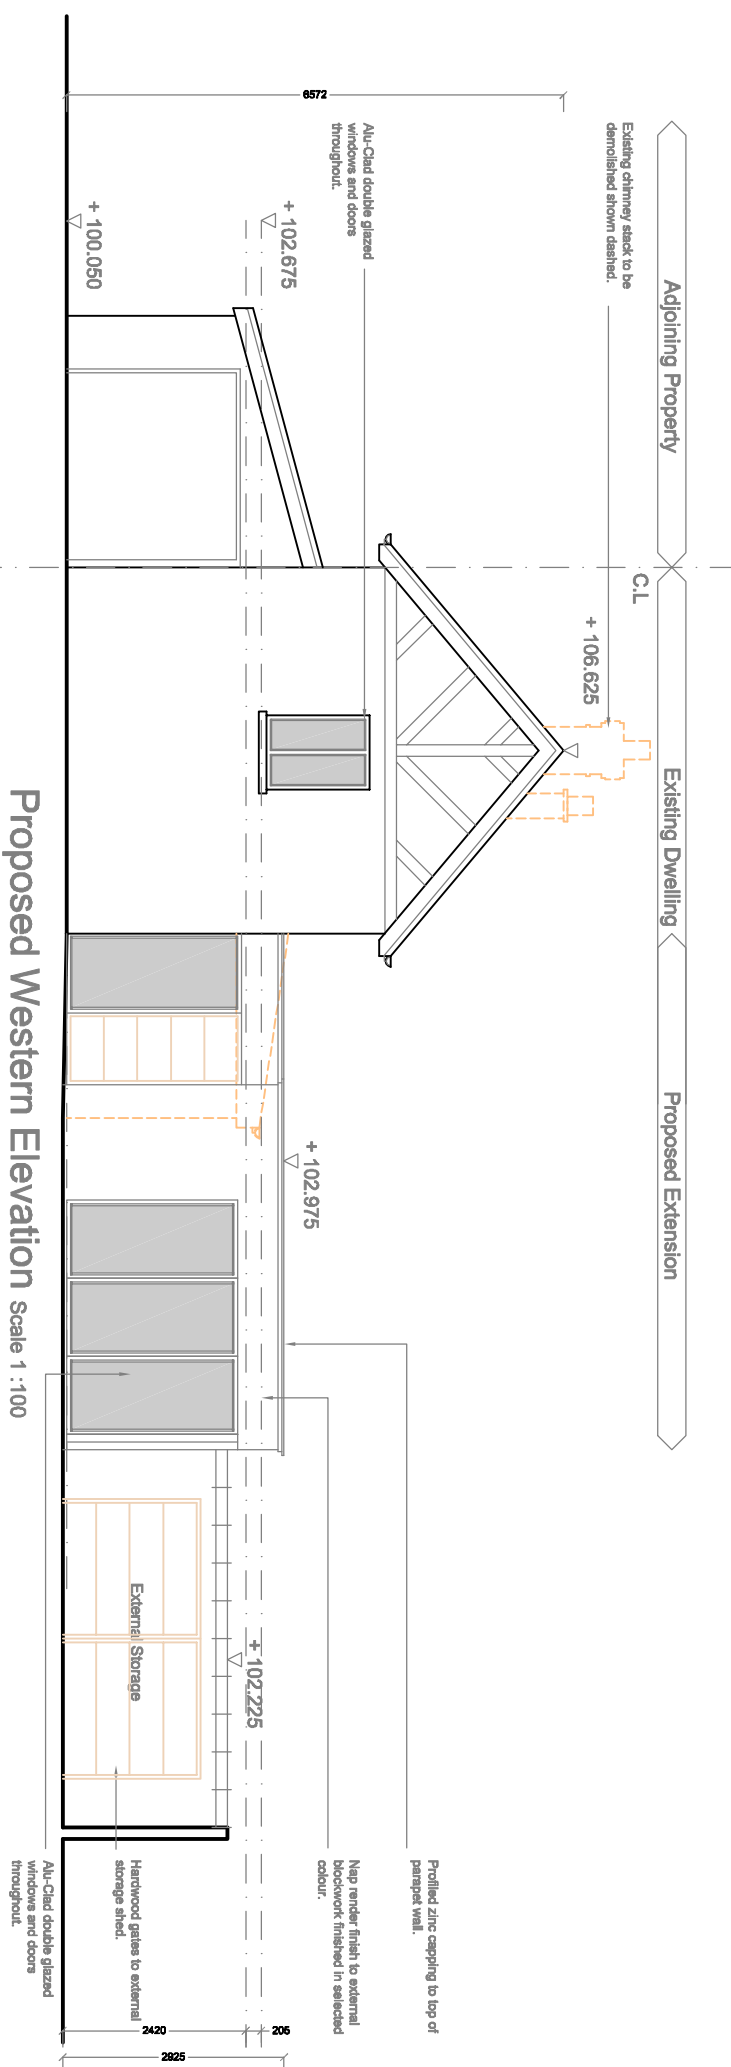 Adjoining Property
Existing Dwelling
Proposed Extension
Existing chimney stack to be
demolished shown dashed.
C.L
+ 106.625
6572
Alu-Clad double glazed
windows and doors
throughout.
+ 102.675
+ 100.050
+ 102.975
+ 102.225
External Storage
Profiled zinc capping to top of
parapet wall.
Nap render finish to external
blockwork finished in selected
colour.
Hardwood gates to external
storage shed.
Alu-Clad double glazed
windows and doors
throughout.
205
2420
2925
Proposed Western Elevation Scale 1 :100